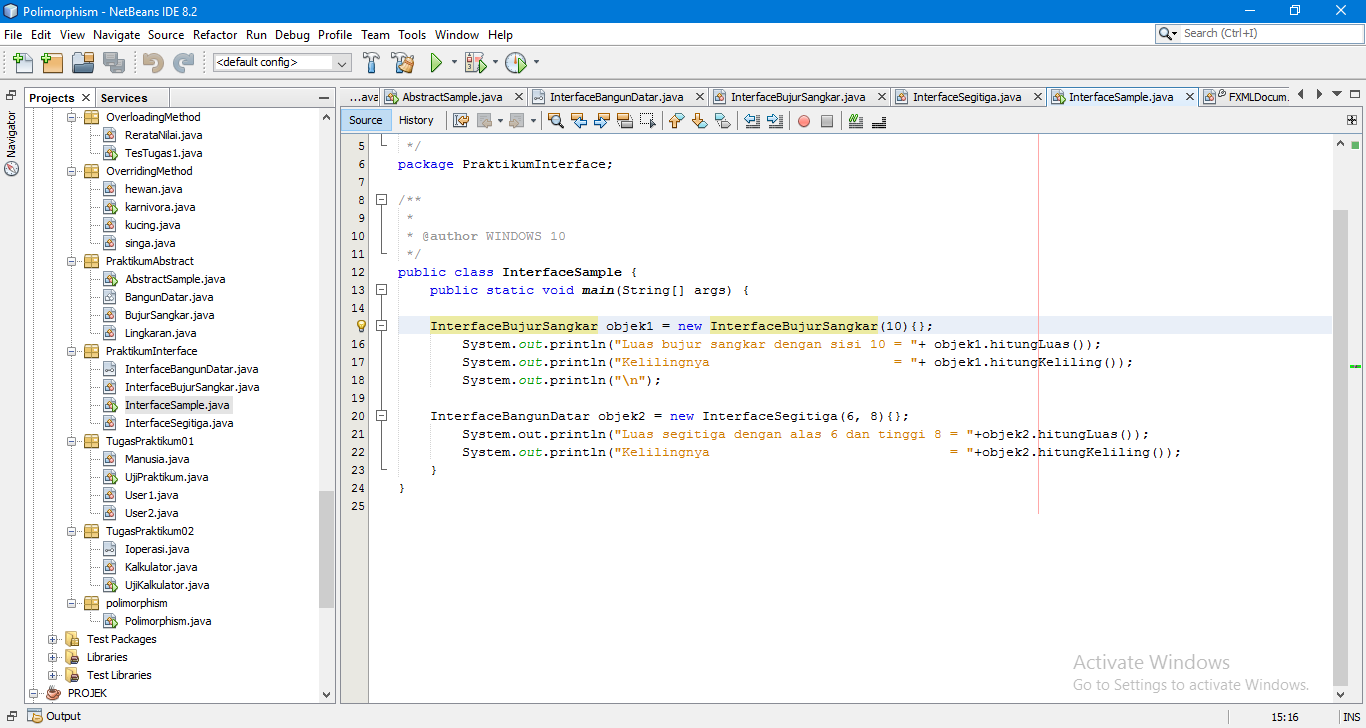 Polimorphism - NetBeans IDE 8.2
File Edit View Navigate Source Refactor Run Debug Profile Team Tools Window Help
Search (Ctrl+I)
<default config>
Projects Services
...ava AbstractSample.java InterfaceBangunDatar.java InterfaceBujurSangkar.java InterfaceSegitiga.java InterfaceSample.java FXMLDocum.
Source History
Navigator
OverloadingMethod
RerataNilai.java
TesTugas1.java
OverridingMethod
hewan.java
karnivora.java
kucing.java
singa.java
PraktikumAbstract
AbstractSample.java
BangunDatar.java
BujurSangkar.java
Lingkaran.java
PraktikumInterface
InterfaceBangunDatar.java
InterfaceBujurSangkar.java
InterfaceSample.java
InterfaceSegitiga.java
TugasPraktikum01
Manusia.java
UjiPraktikum.java
User1.java
User2.java
TugasPraktikum02
Ioperasi.java
Kalkulator.java
UjiKalkulator.java
polimorphism
Polimorphism.java
Test Packages
Libraries
Test Libraries
PROJEK
5 */
6 package PraktikumInterface;
7
8 /**
9 *
10 * @author WINDOWS 10
11 */
12 public class InterfaceSample {
13 public static void main(String[] args) {
14
InterfaceBujurSangkar objek1 = new InterfaceBujurSangkar(10){};
16 System.out.println("Luas bujur sangkar dengan sisi 10 = "+ objek1.hitungLuas());
17 System.out.println("Kelilingnya = "+ objek1.hitungKeliling());
18 System.out.println("\n");
19
20 InterfaceBangunDatar objek2 = new InterfaceSegitiga(6, 8){};
21 System.out.println("Luas segitiga dengan alas 6 dan tinggi 8 = "+objek2.hitungLuas());
22 System.out.println("Kelilingnya = "+objek2.hitungKeliling());
23 }
24 }
25
Activate Windows
Go to Settings to activate Windows.
Output
15:16 INS